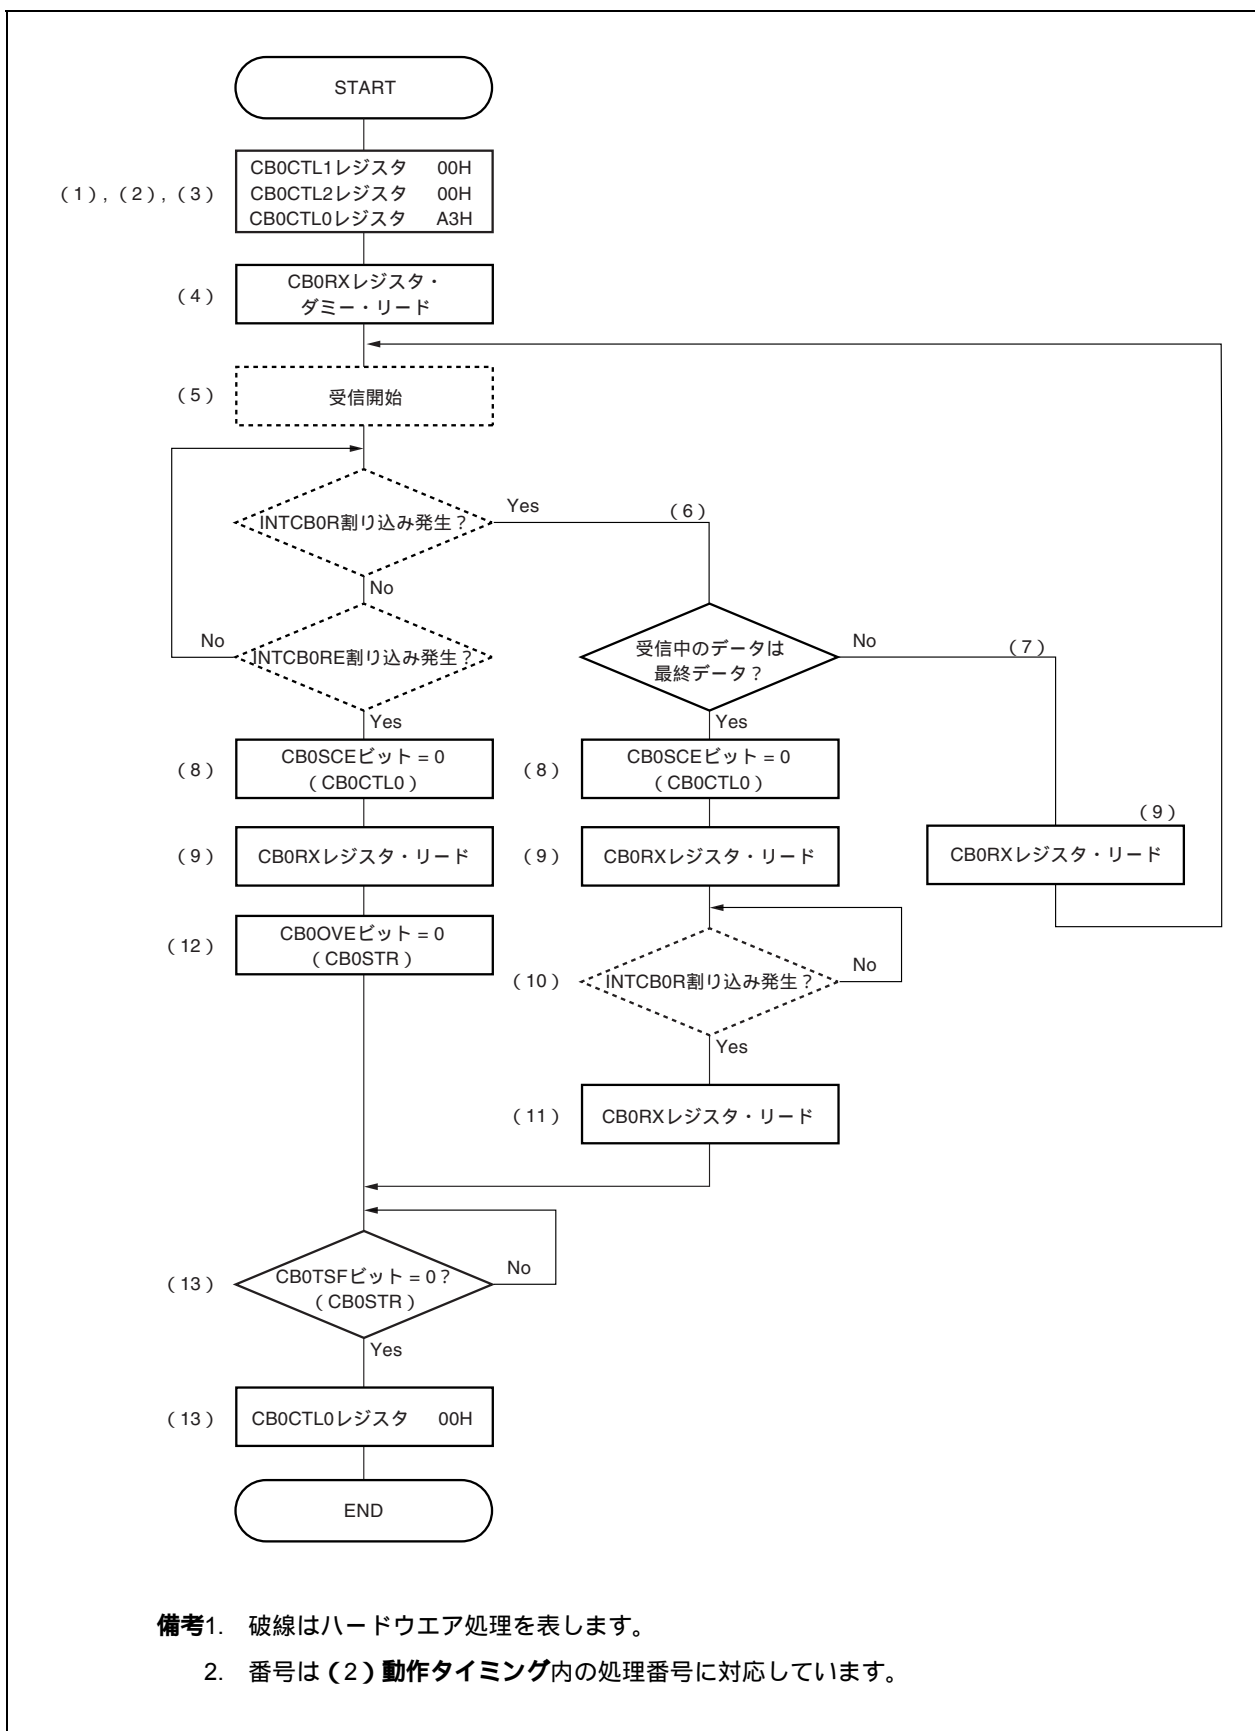 START
CB0CTL1レジスタ 00H
（1）,（2）,（3） CB0CTL2レジスタ 00H
CB0CTL0レジスタ A3H
（4） CB0RXレジスタ・
ダミー・リード
（5） 受信開始
INTCB0R割り込み発生？ Yes （6）
No
INTCB0RE割り込み発生？ No
Yes
受信中のデータは
最終データ？
No （7）
Yes
（8） CB0SCEビット = 0
（CB0CTL0）
（8） CB0SCEビット = 0
（CB0CTL0）
（9） CB0RXレジスタ・リード
（9） CB0RXレジスタ・リード
（9）
CB0RXレジスタ・リード
（12） CB0OVEビット = 0
（CB0STR）
（10） INTCB0R割り込み発生？ No
Yes
（11） CB0RXレジスタ・リード
（13） CB0TSFビット = 0？ No
（CB0STR）
Yes
（13） CB0CTL0レジスタ 00H
END
備考1. 破線はハードウエア処理を表します。
2. 番号は（2）動作タイミング内の処理番号に対応しています。